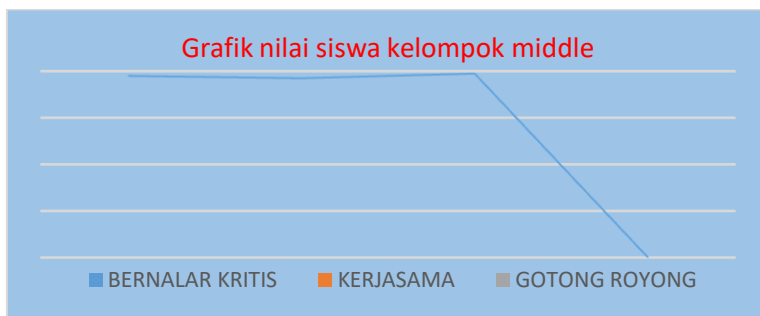 Grafik nilai siswa kelompok middle
BERNALAR KRITIS KERJASAMA GOTONG ROYONG